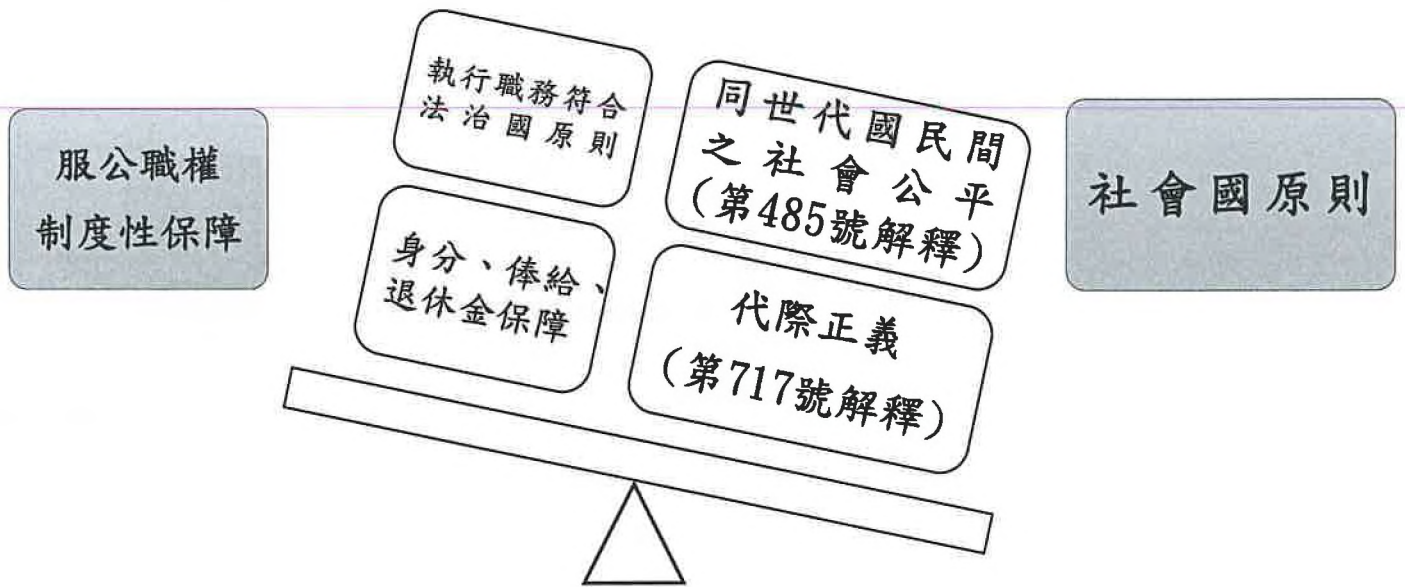 服公職權
制度性保障
執行職務符合
法治國原則
身分、俸給、
退休金保障
同世代國民間
之社會公平
(第485號解釋)
代際正義
(第717號解釋)
社會國原則